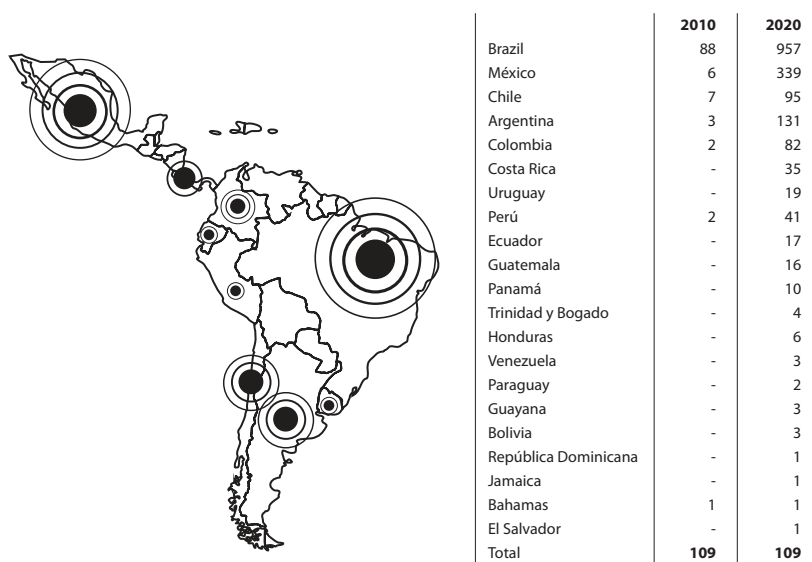 2010 2020
Brazil 88 957
México 6 339
Chile 7 95
Argentina 3 131
Colombia 2 82
Costa Rica - 35
Uruguay - 19
Perú 2 41
Ecuador - 17
Guatemala - 16
Panamá - 10
Trinidad y Bogado - 4
Honduras - 6
Venezuela - 3
Paraguay - 2
Guayana - 3
Bolivia - 3
República Dominicana - 1
Jamaica - 1
Bahamas 1 1
El Salvador - 1
Total 109 109